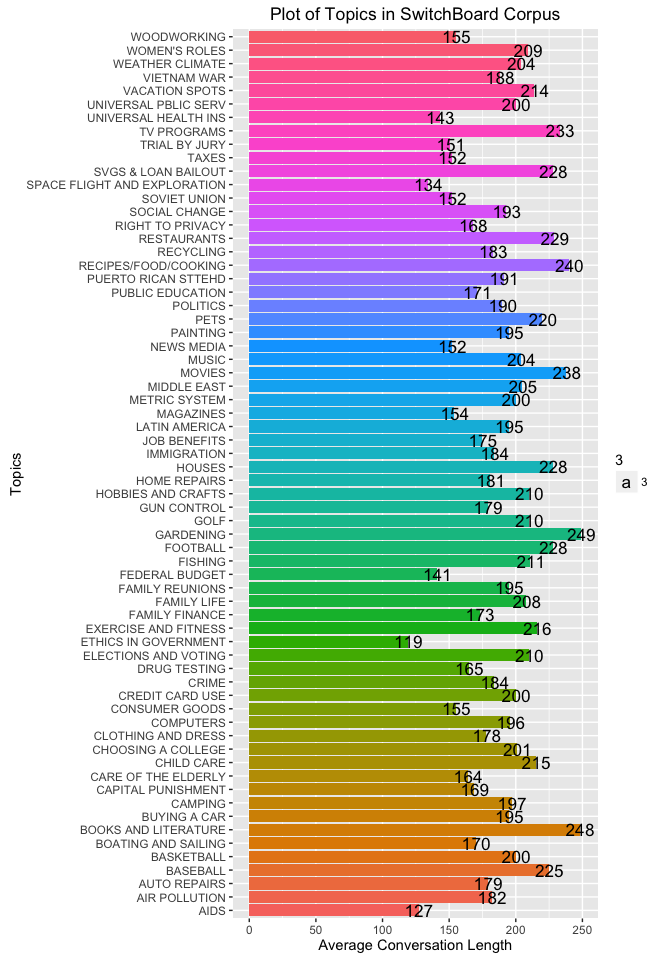 Plot of Topics in SwitchBoard Corpus
WOODWORKING 155
WOMEN'S ROLES 209
WEATHER CLIMATE 204
VIETNAM WAR 188
VACATION SPOTS 214
UNIVERSAL PBLIC SERV 200
UNIVERSAL HEALTH INS 143
TV PROGRAMS 233
TRIAL BY JURY 151
TAXES 152
SVGS & LOAN BAILOUT 228
SPACE FLIGHT AND EXPLORATION 134
SOVIET UNION 152
SOCIAL CHANGE 193
RIGHT TO PRIVACY 168
RESTAURANTS 229
RECYCLING 183
RECIPES/FOOD/COOKING 240
PUERTO RICAN STTEHD 191
PUBLIC EDUCATION 171
POLITICS 190
PETS 220
PAINTING 195
NEWS MEDIA 152
MUSIC 204
MOVIES 238
MIDDLE EAST 205
METRIC SYSTEM 200
MAGAZINES 154
LATIN AMERICA 195
JOB BENEFITS 175
IMMIGRATION 184
HOUSES 228
HOME REPAIRS 181
HOBBIES AND CRAFTS 210
GUN CONTROL 179
GOLF 210
GARDENING 249
FOOTBALL 228
FISHING 211
FEDERAL BUDGET 141
FAMILY REUNIONS 195
FAMILY LIFE 208
FAMILY FINANCE 173
EXERCISE AND FITNESS 216
ETHICS IN GOVERNMENT 119
ELECTIONS AND VOTING 210
DRUG TESTING 165
CRIME 184
CREDIT CARD USE 200
CONSUMER GOODS 155
COMPUTERS 196
CLOTHING AND DRESS 178
CHOOSING A COLLEGE 201
CHILD CARE 215
CARE OF THE ELDERLY 164
CAPITAL PUNISHMENT 169
CAMPING 197
BUYING A CAR 195
BOOKS AND LITERATURE 248
BOATING AND SAILING 170
BASKETBALL 200
BASEBALL 225
AUTO REPAIRS 179
AIR POLLUTION 182
AIDS 127
0 50 100 150 200 250
Average Conversation Length
Topics
3
a 3